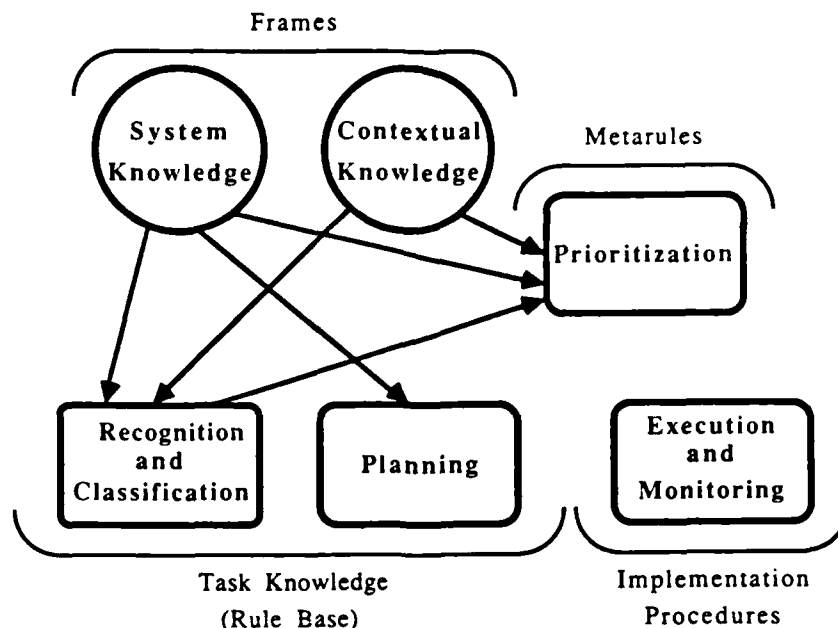 Frames
System
Knowledge
Contextual
Knowledge
Metarules
Prioritization
Recognition
and
Classification
Planning
Execution
and
Monitoring
Task Knowledge
(Rule Base)
Implementation
Procedures